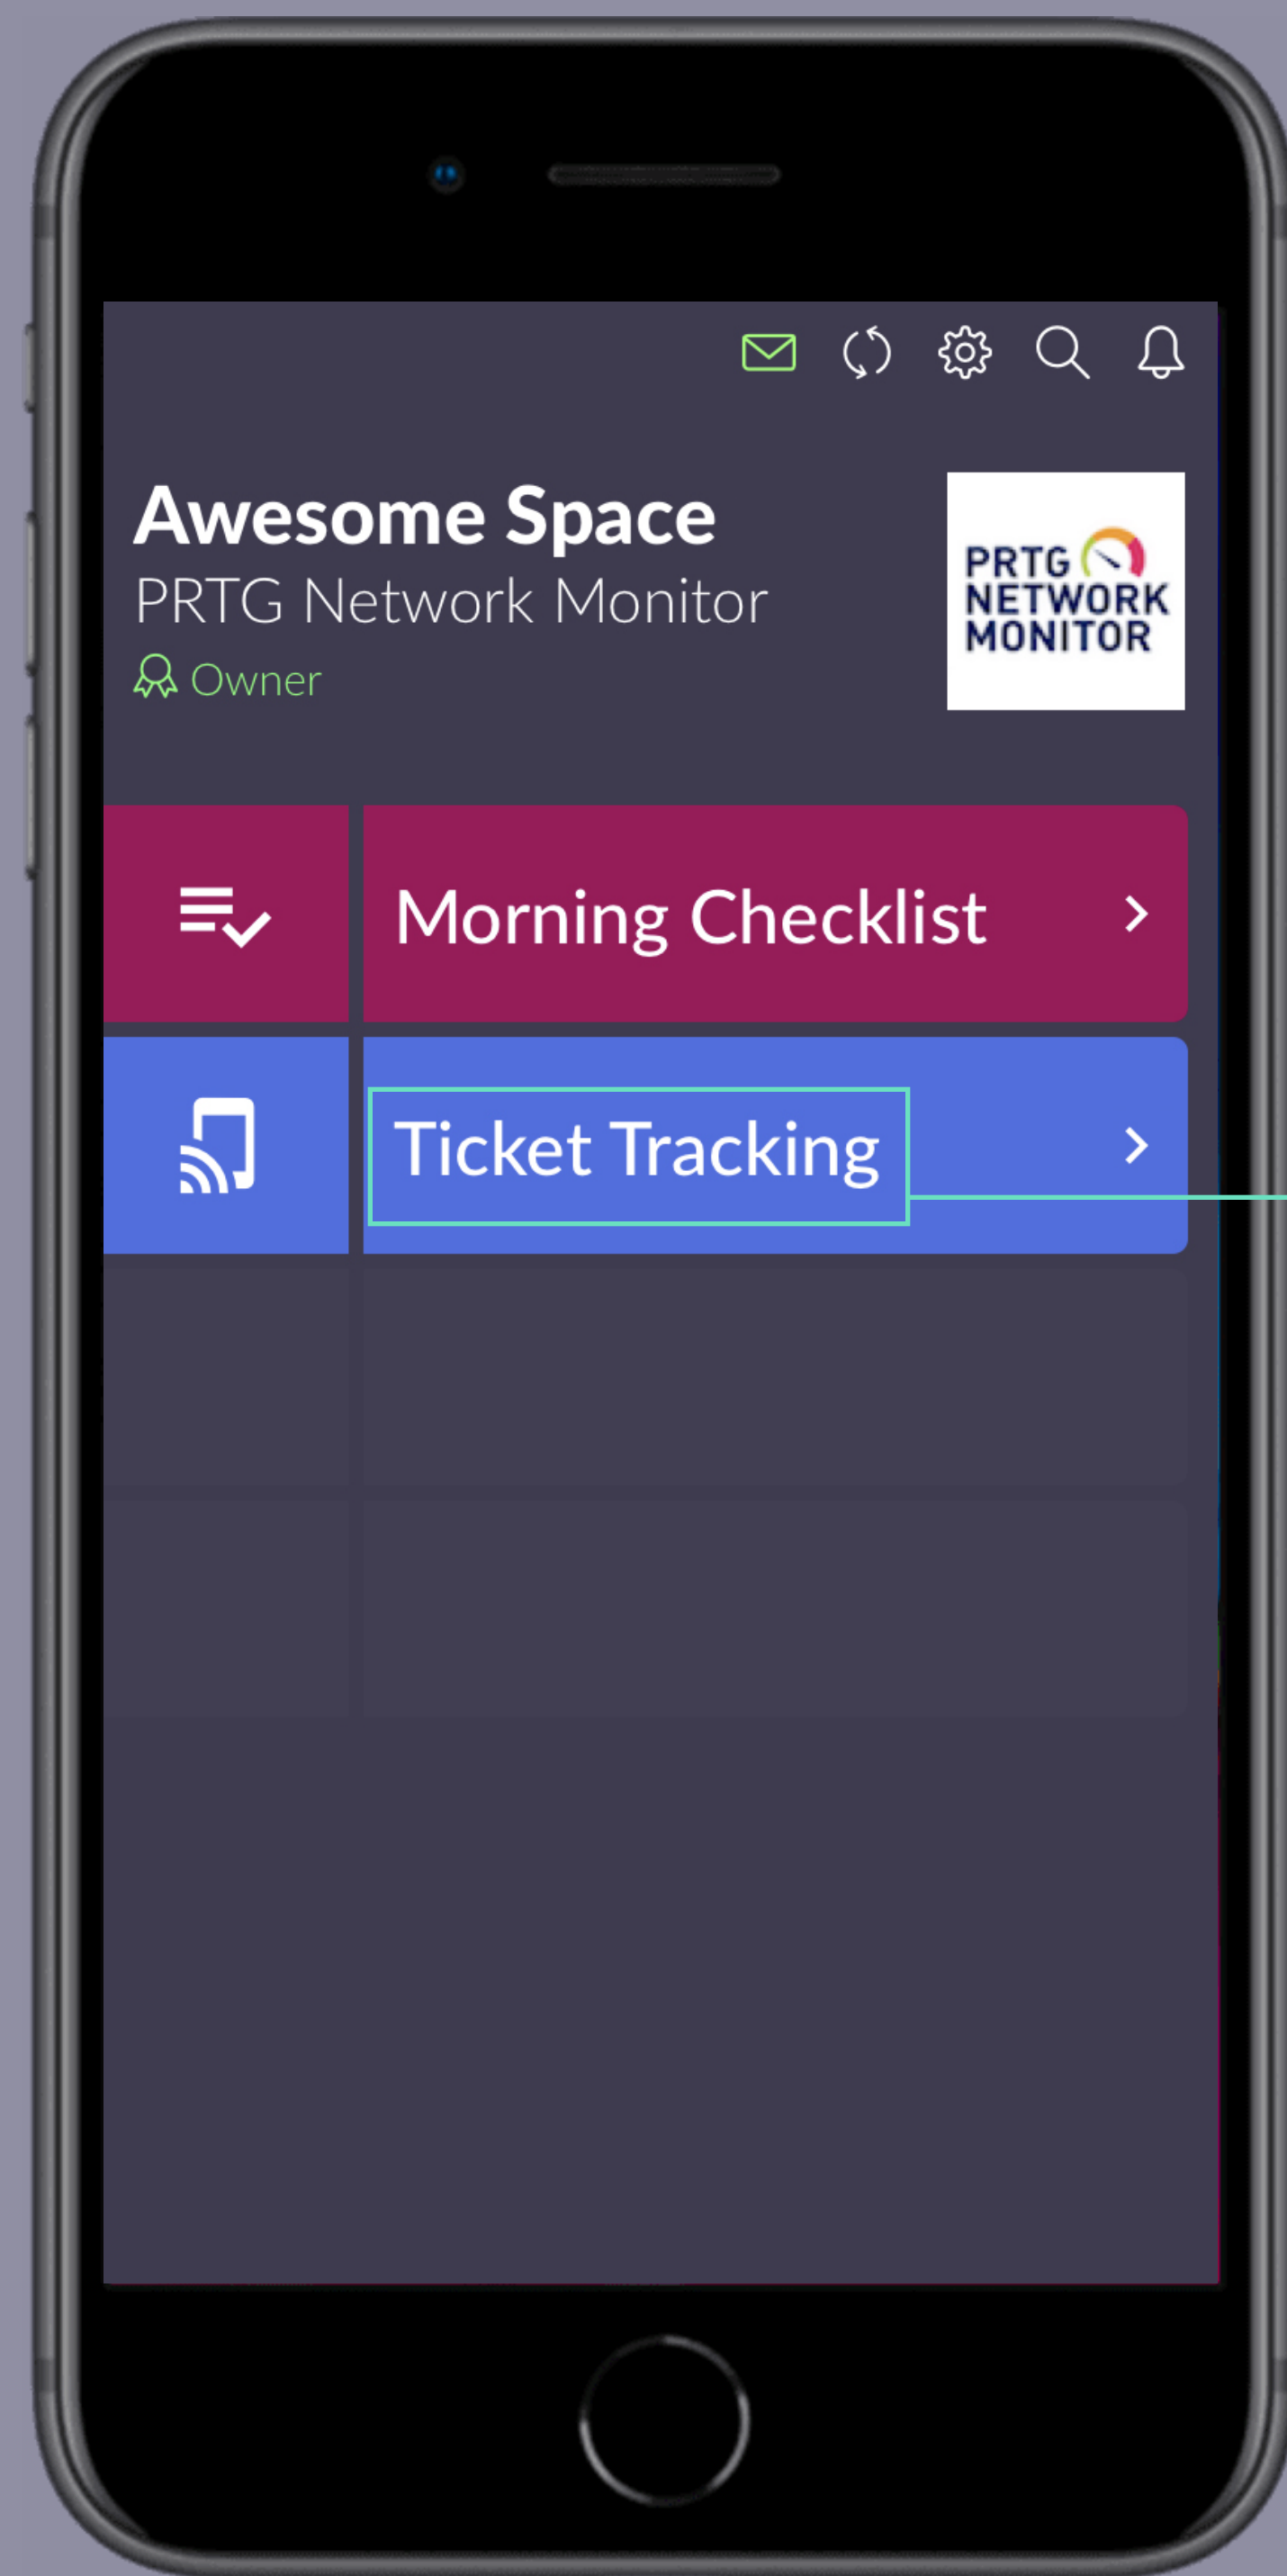 Awesome Space
PRTG Network Monitor
Owner
PRTG
NETWORK
MONITOR
Morning Checklist
Ticket Tracking